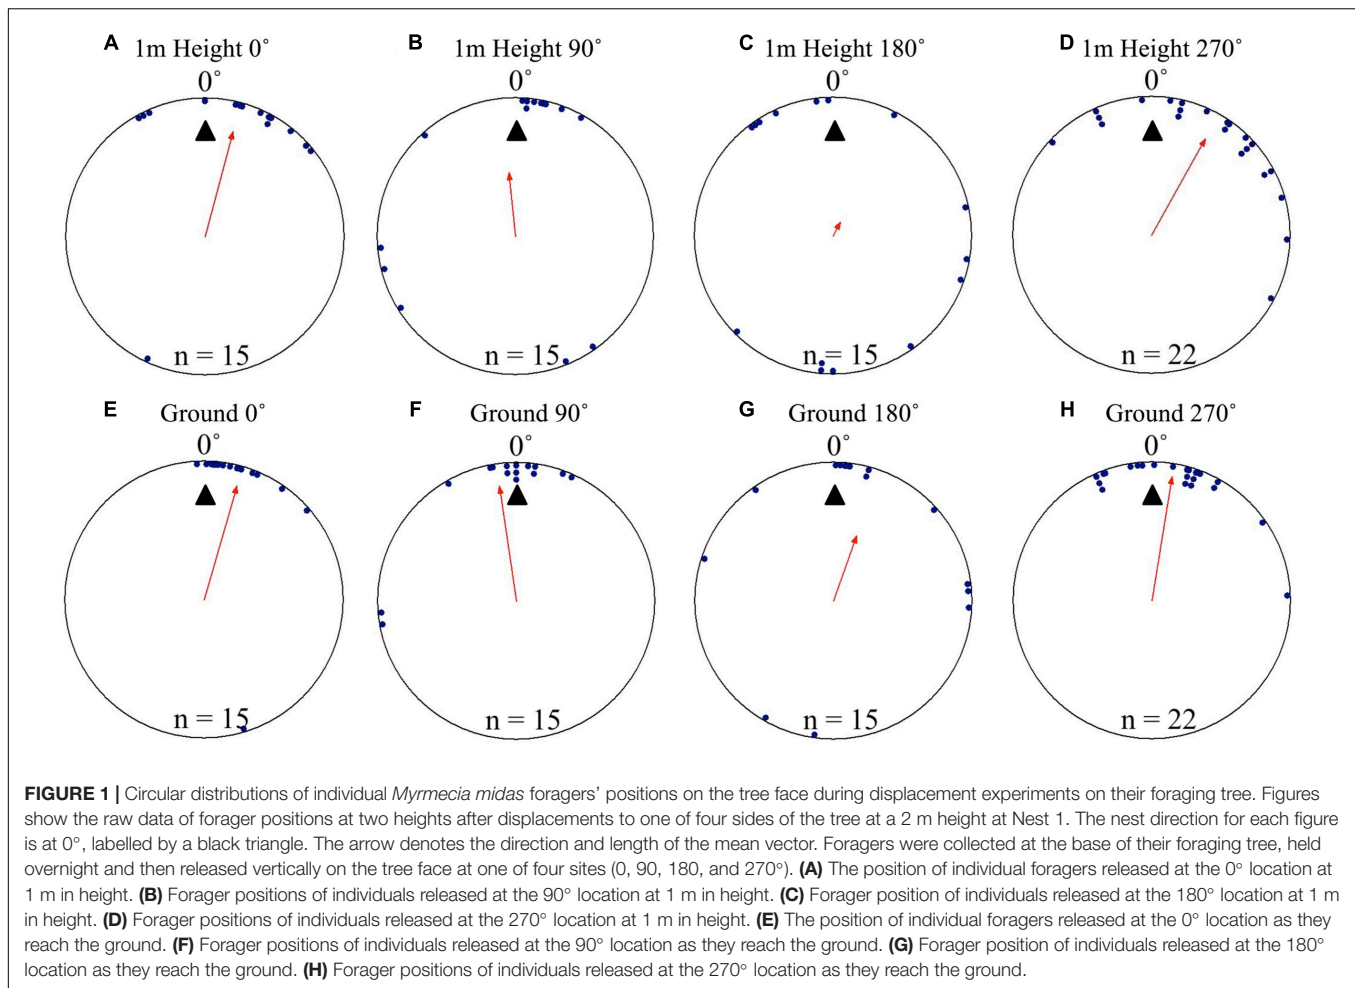 A 1m Height 0˚ B 1m Height 90˚ C 1m Height 180˚ D 1m Height 270˚
0˚ 0˚ 0˚ 0˚
n = 15 n = 15 n = 15 n = 22
E Ground 0˚ F Ground 90˚ G Ground 180˚ H Ground 270˚
0˚ 0˚ 0˚ 0˚
n = 15 n = 15 n = 15 n = 22
FIGURE 1 | Circular distributions of individual Myrmecia midas foragers’ positions on the tree face during displacement experiments on their foraging tree. Figures
show the raw data of forager positions at two heights after displacements to one of four sides of the tree at a 2 m height at Nest 1. The nest direction for each figure
is at 0°, labelled by a black triangle. The arrow denotes the direction and length of the mean vector. Foragers were collected at the base of their foraging tree, held
overnight and then released vertically on the tree face at one of four sites (0, 90, 180, and 270°). (A) The position of individual foragers released at the 0° location at
1 m in height. (B) Forager positions of individuals released at the 90° location at 1 m in height. (C) Forager position of individuals released at the 180° location at 1 m
in height. (D) Forager positions of individuals released at the 270° location at 1 m in height. (E) The position of individual foragers released at the 0° location as they
reach the ground. (F) Forager positions of individuals released at the 90° location as they reach the ground. (G) Forager position of individuals released at the 180°
location as they reach the ground. (H) Forager positions of individuals released at the 270° location as they reach the ground.